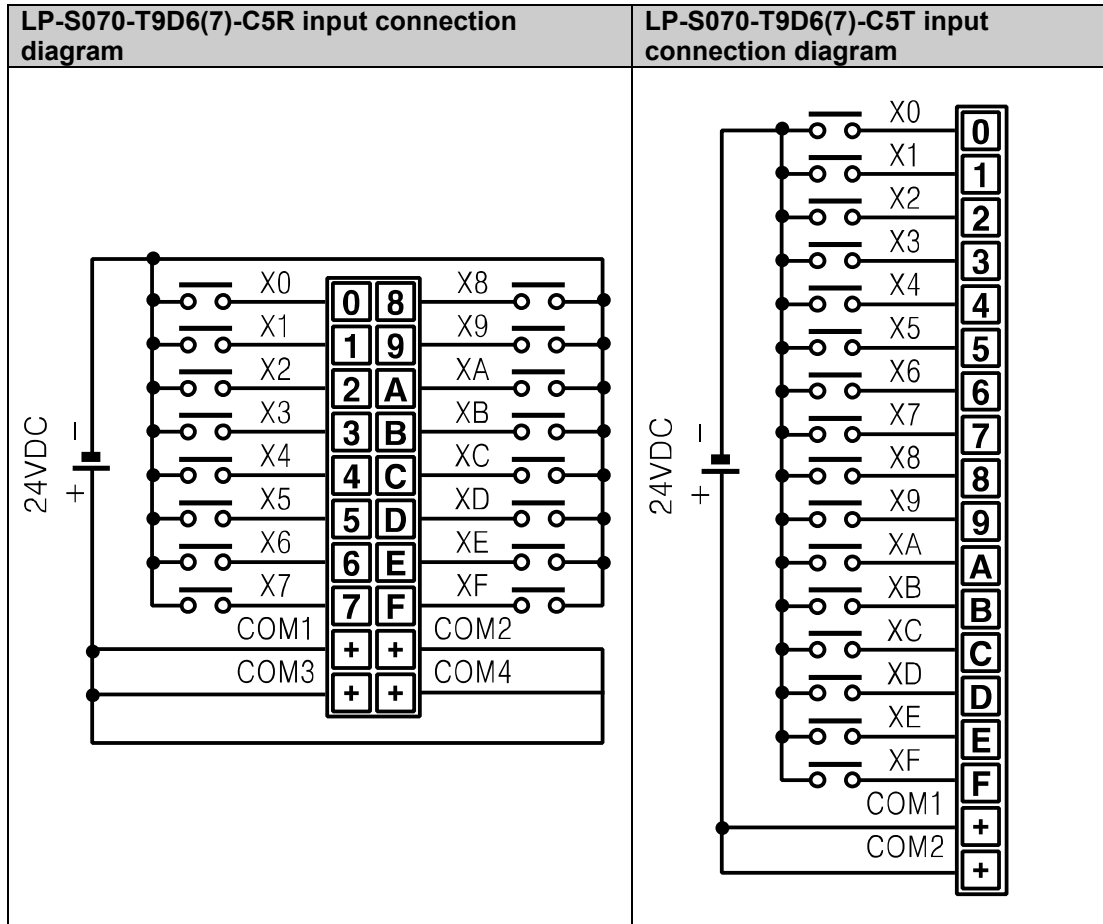 LP-S070-T9D6(7)-C5R input connection
diagram
X0 0 8 X8
X1 1 9 X9
X2 2 A XA
X3 3 B XB
24VDC - +
X4 4 C XC
X5 5 D XD
X6 6 E XE
X7 7 F XF
COM1 + + COM2
COM3 + + COM4
LP-S070-T9D6(7)-C5T input
connection diagram
X0 0
X1 1
X2 2
X3 3
X4 4
X5 5
X6 6
X7 7
24VDC - +
X8 8
X9 9
XA A
XB B
XC C
XD D
XE E
XF F
COM1 +
COM2 +